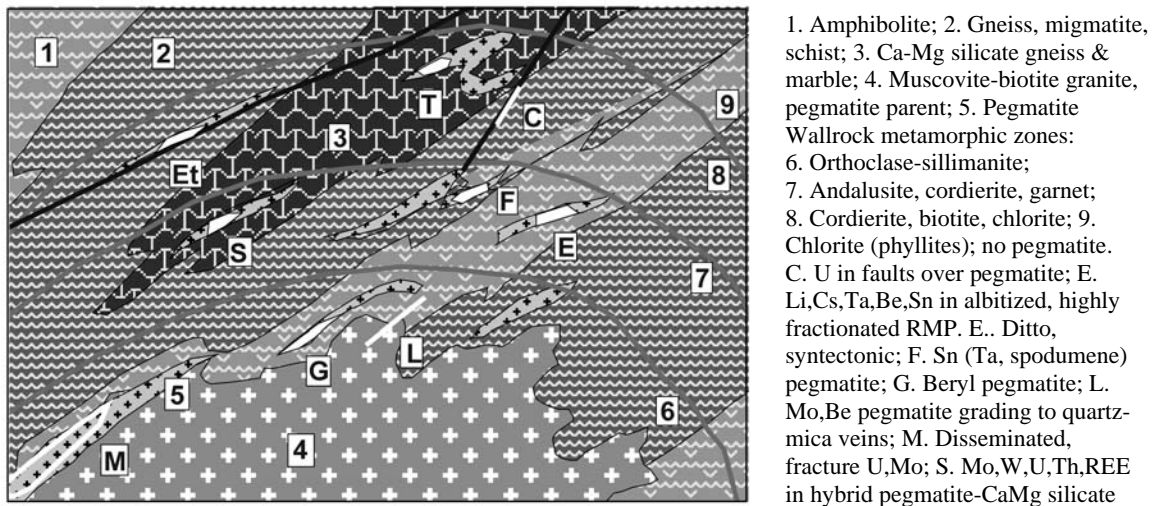 1
2
3
T
C
9
8
Et
F
S
E
7
G
L
5
6
M
4
1. Amphibolite; 2. Gneiss, migmatite,
schist; 3. Ca-Mg silicate gneiss &
marble; 4. Muscovite-biotite granite,
pegmatite parent; 5. Pegmatite
Wallrock metamorphic zones:
6. Orthoclase-sillimanite;
7. Andalusite, cordierite, garnet;
8. Cordierite, biotite, chlorite; 9.
Chlorite (phyllites); no pegmatite.
C. U in faults over pegmatite; E.
Li,Cs,Ta,Be,Sn in albitized, highly
fractionated RMP. E.. Ditto,
syntectonic; F. Sn (Ta, spodumene)
pegmatite; G. Beryl pegmatite; L.
Mo,Be pegmatite grading to quartz-
mica veins; M. Disseminated,
fracture U,Mo; S. Mo,W,U,Th,REE
in hybrid pegmatite-CaMg silicate